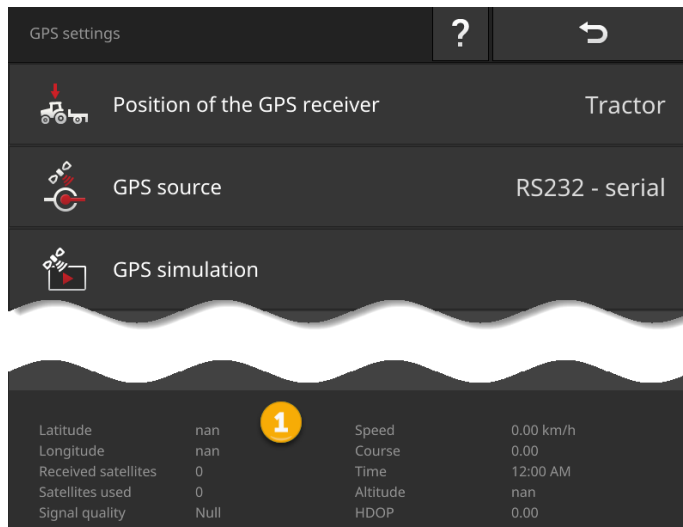 GPS settings
?
Position of the GPS receiver Tractor
GPS source RS232 - serial
GPS simulation
1
Latitude nan Speed 0.00 km/h
Longitude nan Course 0.00
Received satellites 0 Time 12:00 AM
Satellites used 0 Altitude nan
Signal quality Null HDOP 0.00